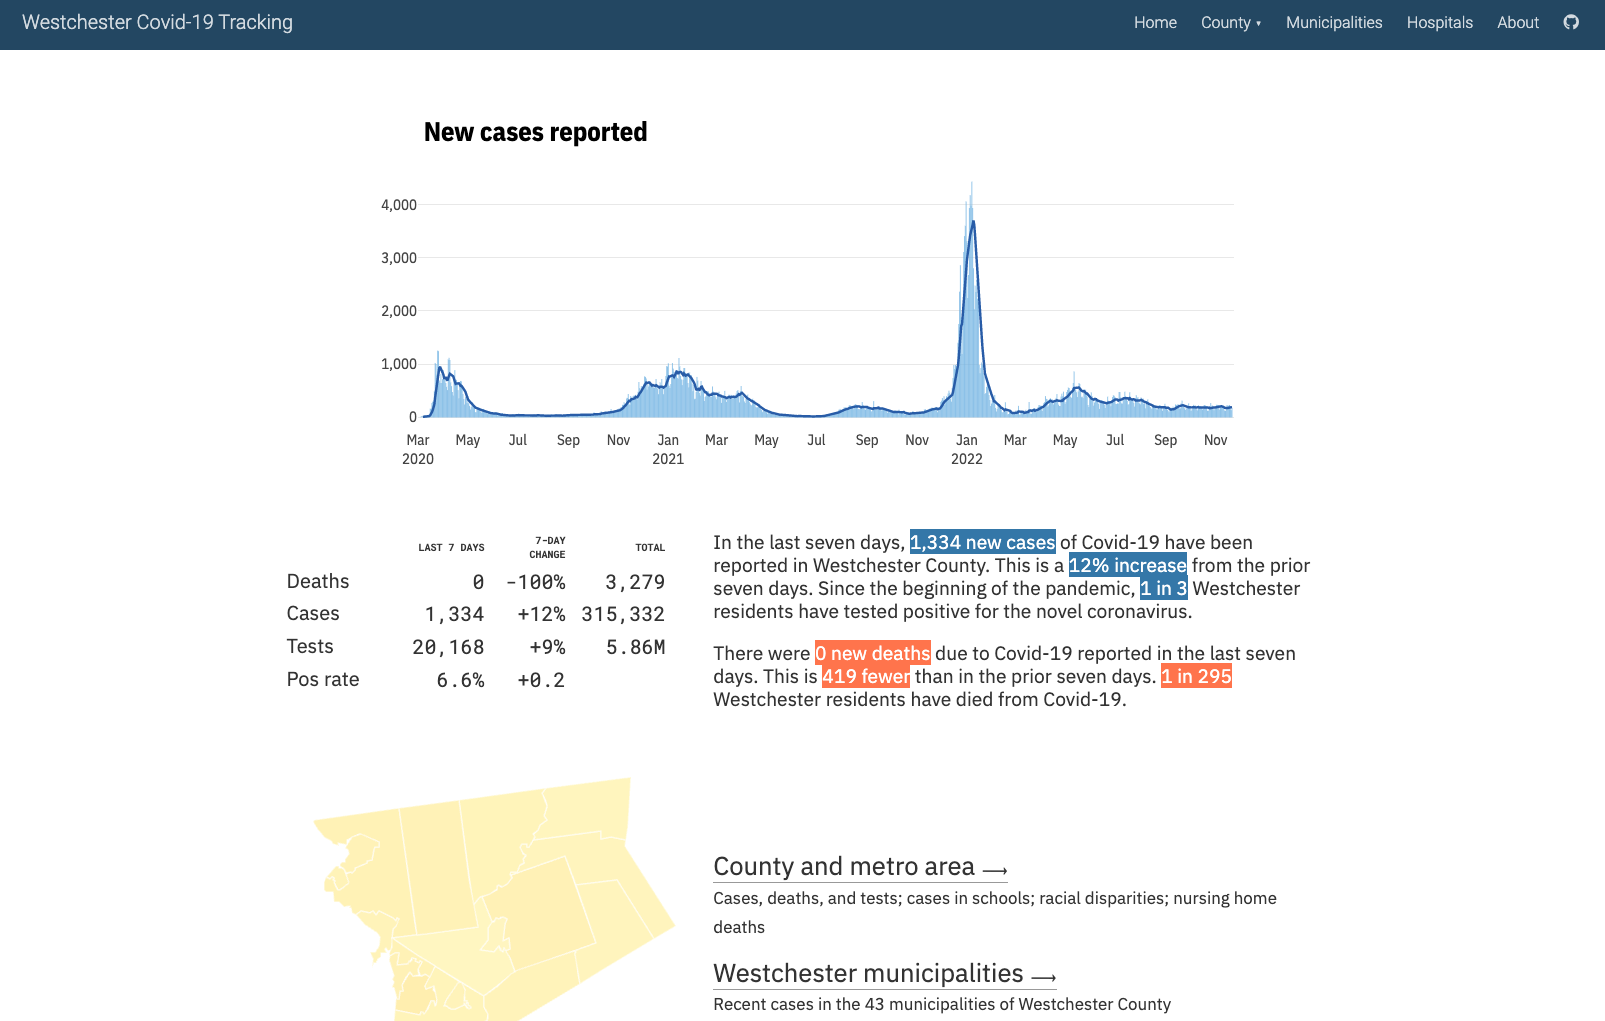 Westchester Covid-19 Tracking
Home County ▾ Municipalities Hospitals About
New cases reported
4,000
3,000
2,000
1,000
0
Mar May Jul Sep Nov Jan Mar May Jul Sep Nov Jan Mar May Jul Sep Nov
2020 2021 2022
LAST 7 DAYS 7-DAY CHANGE TOTAL
Deaths 0 -100% 3,279
Cases 1,334 +12% 315,332
Tests 20,168 +9% 5.86M
Pos rate 6.6% +0.2
In the last seven days, 1,334 new cases of Covid-19 have been
reported in Westchester County. This is a 12% increase from the prior
seven days. Since the beginning of the pandemic, 1 in 3 Westchester
residents have tested positive for the novel coronavirus.
There were 0 new deaths due to Covid-19 reported in the last seven
days. This is 419 fewer than in the prior seven days. 1 in 295
Westchester residents have died from Covid-19.
County and metro area ⟶
Cases, deaths, and tests; cases in schools; racial disparities; nursing home
deaths
Westchester municipalities ⟶
Recent cases in the 43 municipalities of Westchester County